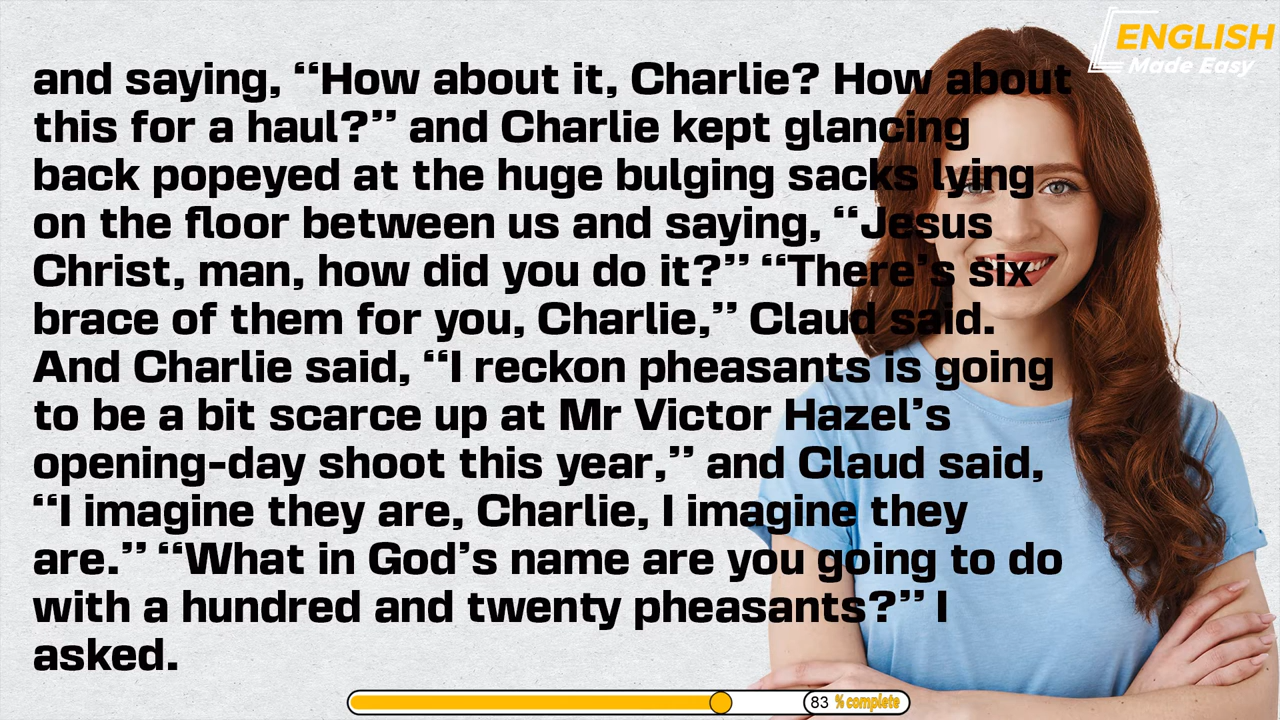 ENGLISH
Made Easy
and saying, “How about it, Charlie? How about
this for a haul?” and Charlie kept glancing
back popeyed at the huge bulging sacks lying
on the floor between us and saying, “Jesus
Christ, man, how did you do it?” “There’s six
brace of them for you, Charlie,” Claud said.
And Charlie said, “I reckon pheasants is going
to be a bit scarce up at Mr Victor Hazel’s
opening-day shoot this year,” and Claud said,
“I imagine they are, Charlie, I imagine they
are.” “What in God’s name are you going to do
with a hundred and twenty pheasants?” I
asked.
83 % complete